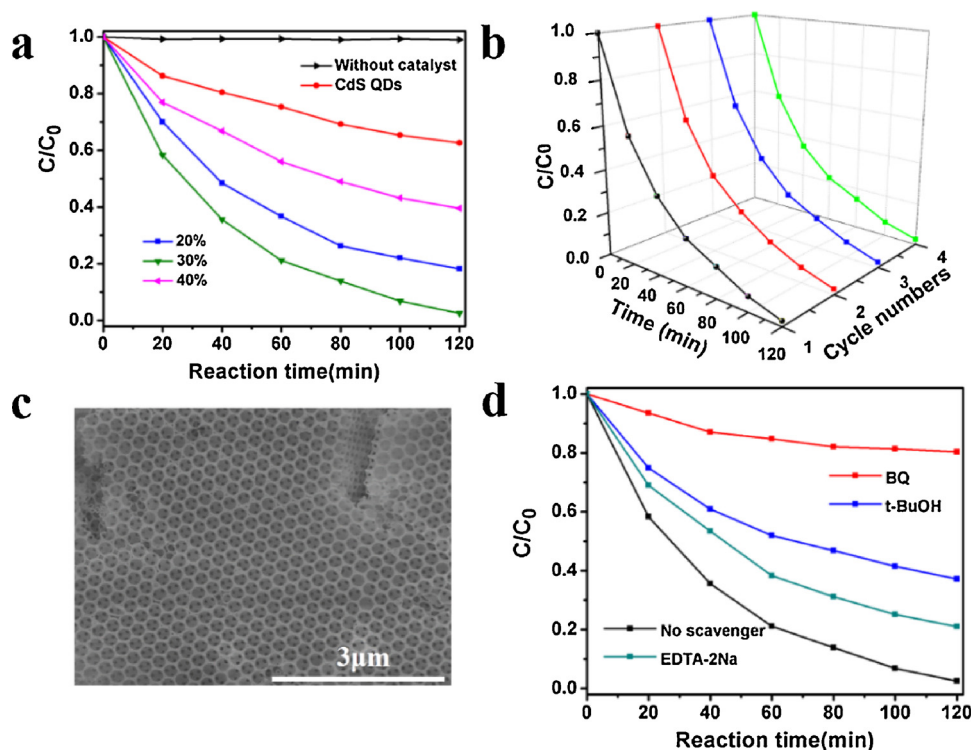 a
1.0
0.8
0.6
0.4
0.2
0.0
C/C0
Without catalyst
CdS QDs
20%
30%
40%
0 20 40 60 80 100 120
Reaction time(min)
b
1.0
0.8
0.6
0.4
0.2
0.0
C/C0
0
20
40
60
80
100
120
Time (min)
1
2
3
4
Cycle numbers
c
3μm
d
1.0
0.8
0.6
0.4
0.2
0.0
C/C0
BQ
t-BuOH
No scavenger
EDTA-2Na
0 20 40 60 80 100 120
Reaction time(min)